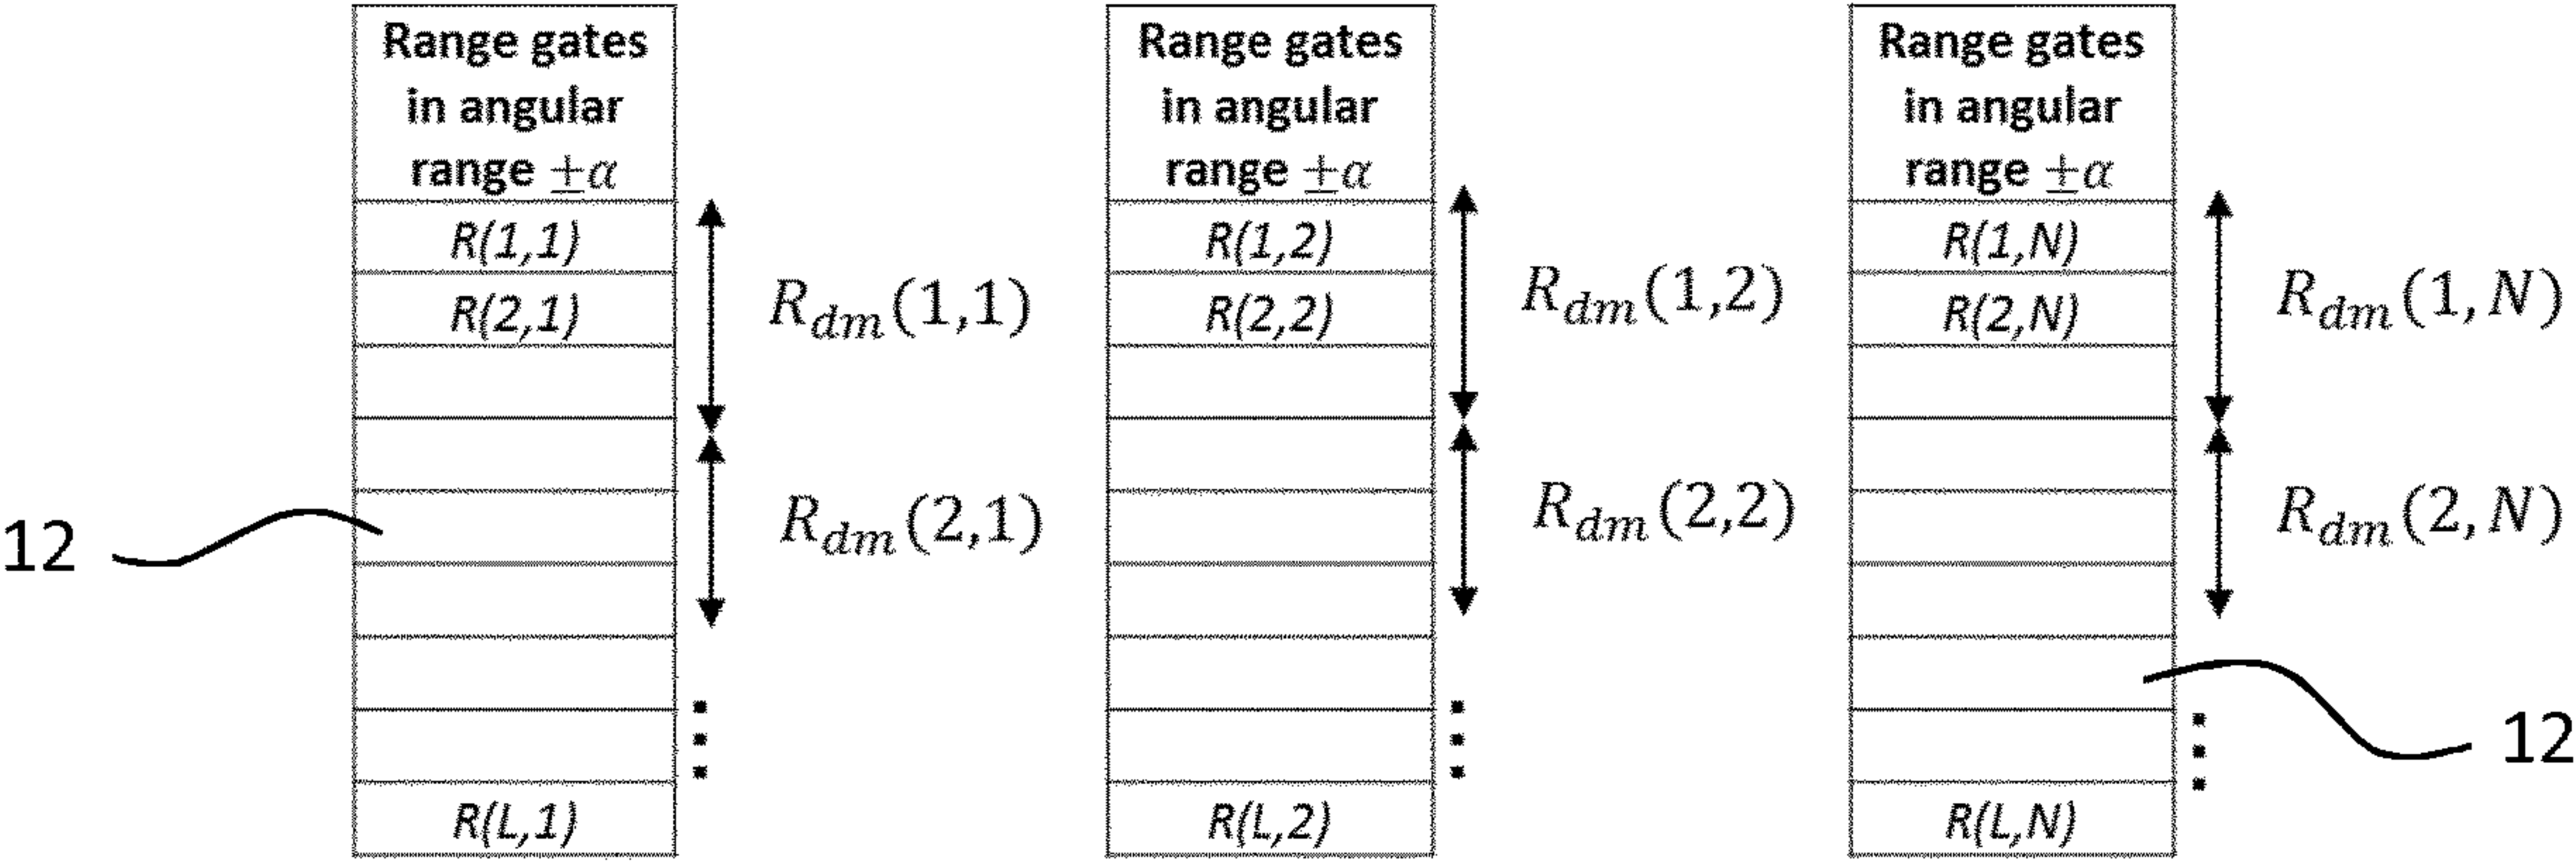 Range gates
in angular
range ±α
R(1,1)
R(2,1)
R(L,1)
R_dm(1,1)
R_dm(2,1)
12
Range gates
in angular
range ±α
R(1,2)
R(2,2)
R(L,2)
R_dm(1,2)
R_dm(2,2)
Range gates
in angular
range ±α
R(1,N)
R(2,N)
R(L,N)
R_dm(1,N)
R_dm(2,N)
12